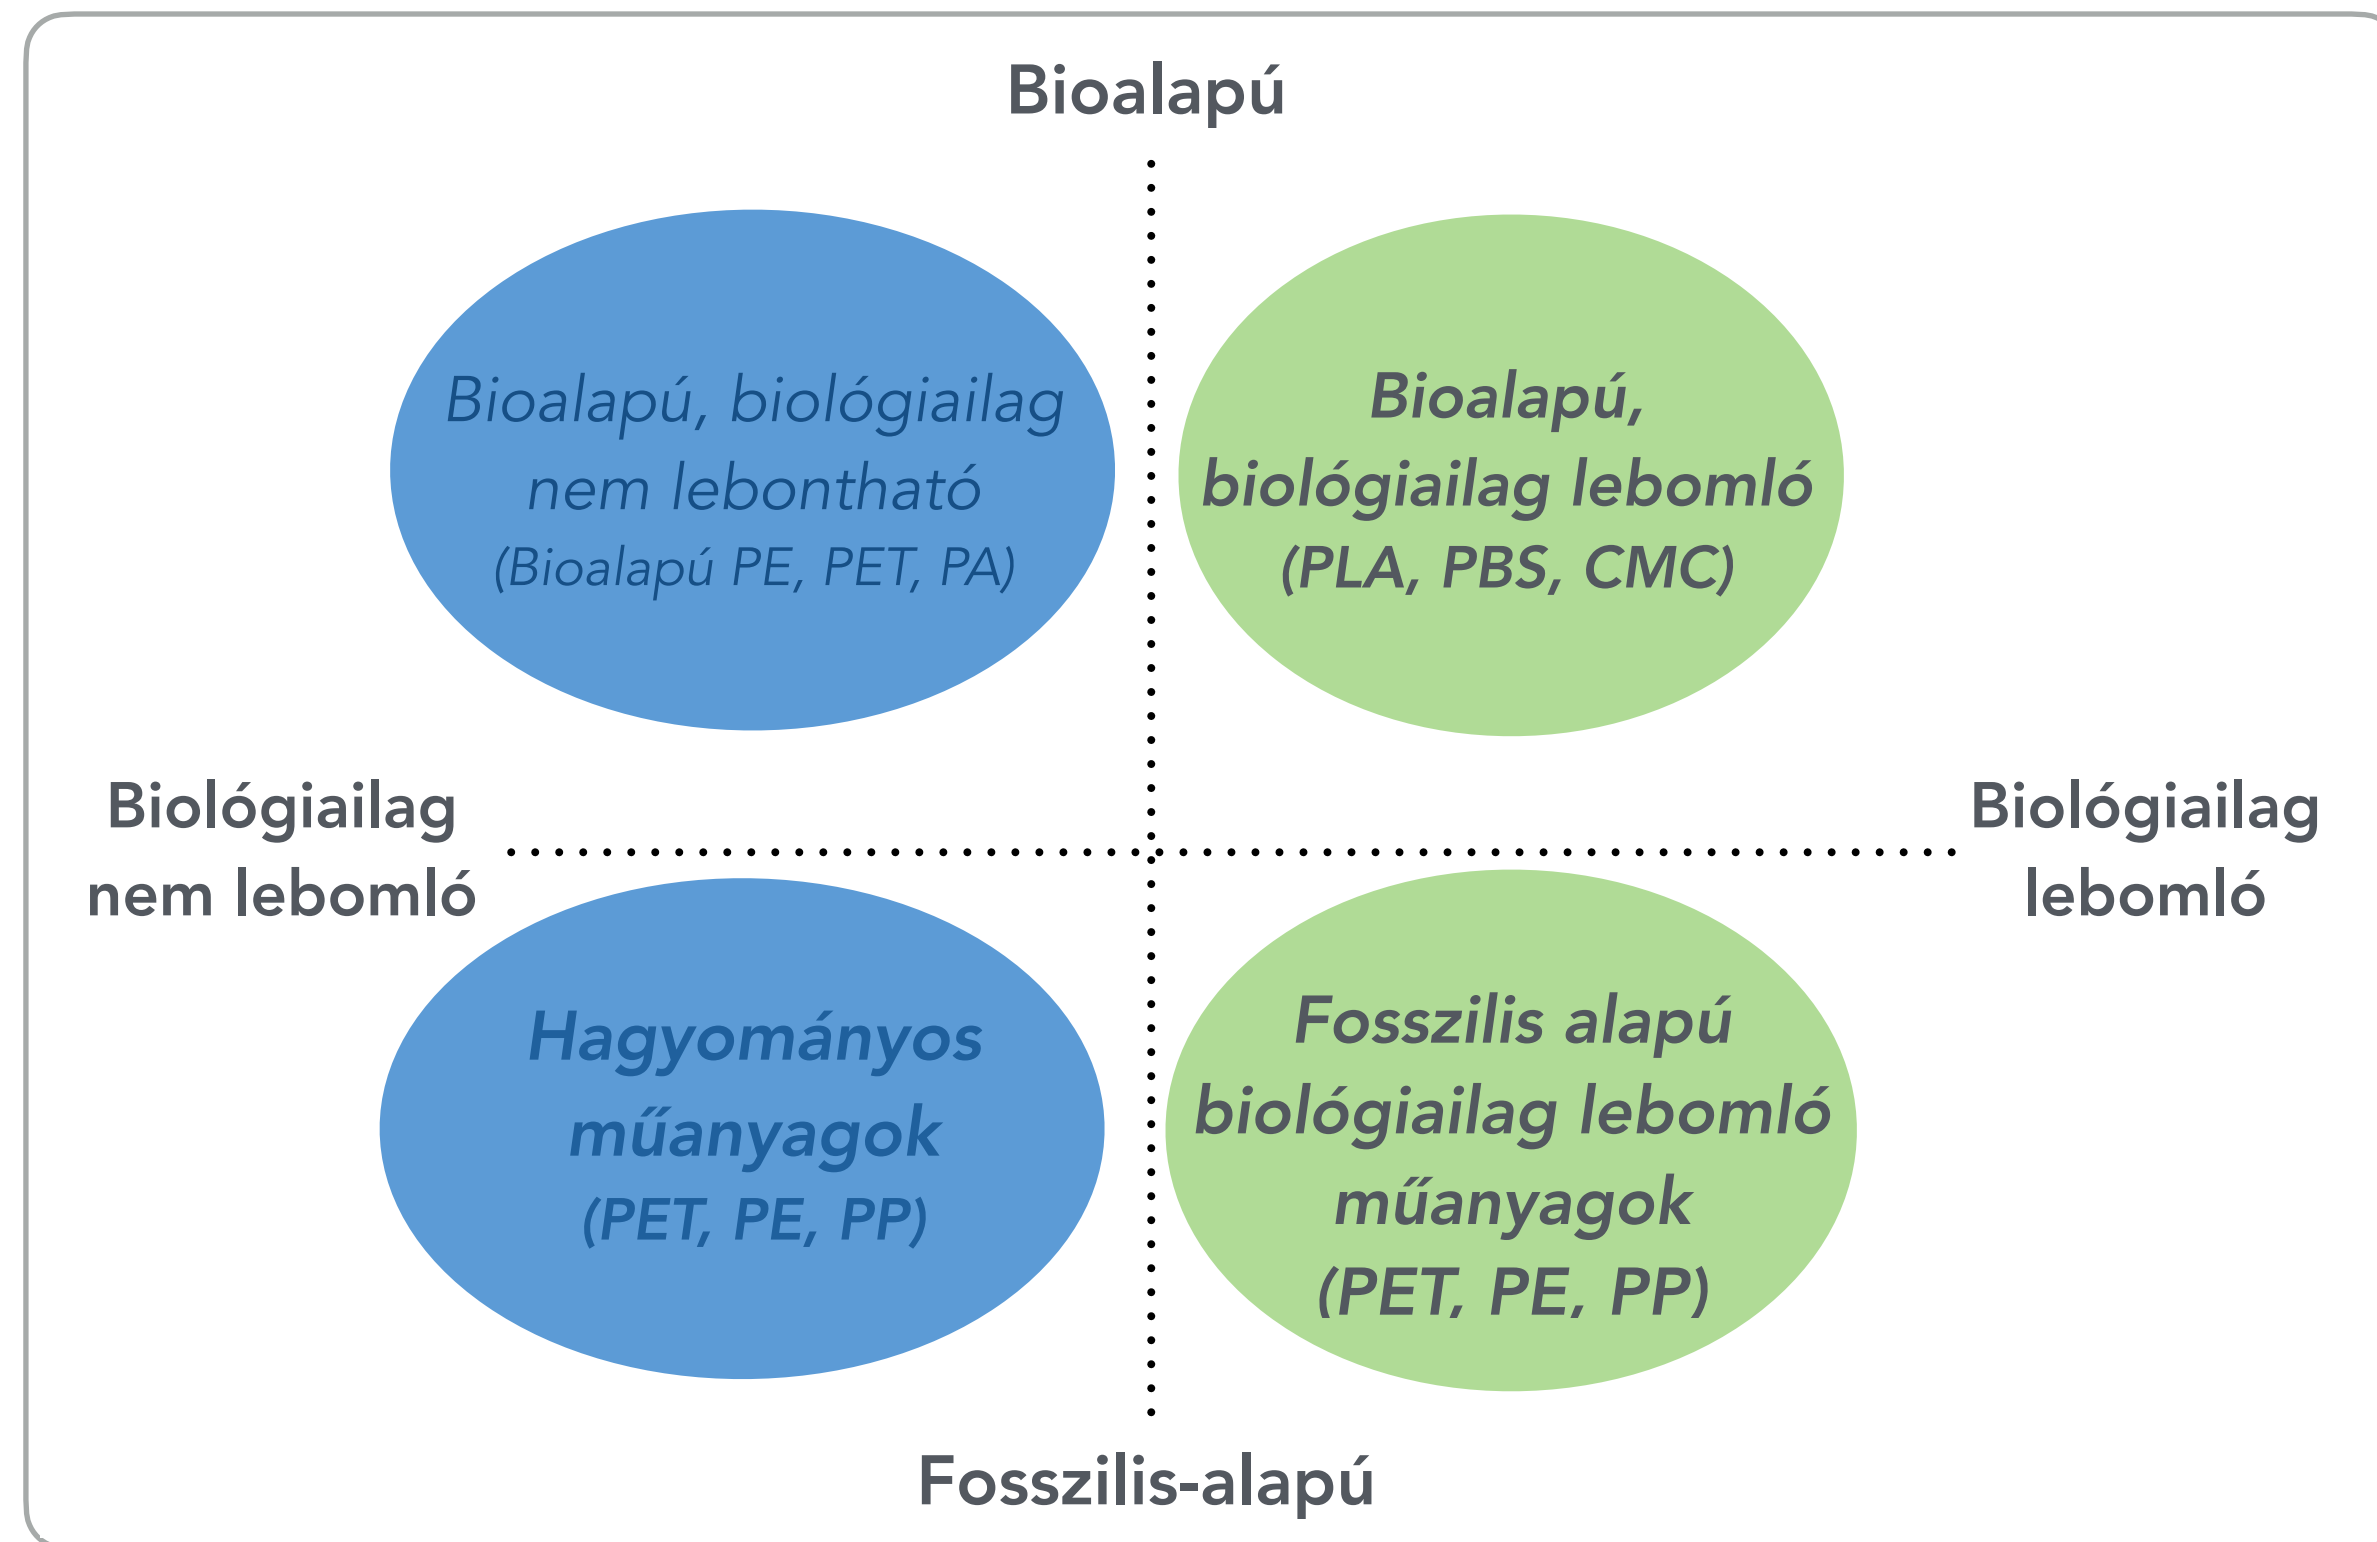 Bioalapú
Bioalapú, biológiailag
nem lebontható
(Bioalapú PE, PET, PA)
Bioalapú,
biológiailag lebomló
(PLA, PBS, CMC)
Biológiailag
nem lebomló
Biológiailag
lebomló
Hagyományos
műanyagok
(PET, PE, PP)
Fosszilis alapú
biológiailag lebomló
műanyagok
(PET, PE, PP)
Fosszilis-alapú